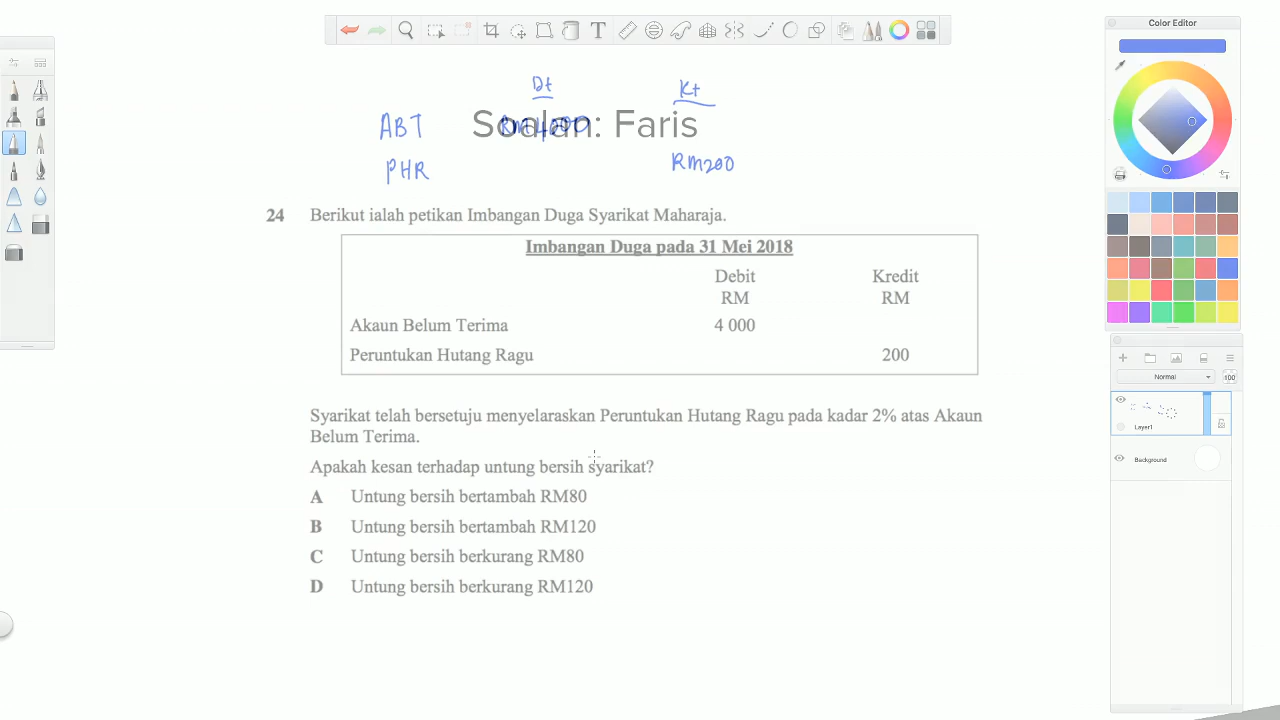 Color Editor
Dt
Kt
ABT RM4000
Soalan: Faris
PHR RM200
24 Berikut ialah petikan Imbangan Duga Syarikat Maharaja.
Imbangan Duga pada 31 Mei 2018
Debit Kredit
RM RM
Akaun Belum Terima 4 000
Peruntukan Hutang Ragu 200
Syarikat telah bersetuju menyelaraskan Peruntukan Hutang Ragu pada kadar 2% atas Akaun
Belum Terima.
Apakah kesan terhadap untung bersih syarikat?
A Untung bersih bertambah RM80
B Untung bersih bertambah RM120
C Untung bersih berkurang RM80
D Untung bersih berkurang RM120
Normal 100
Layer1
Background